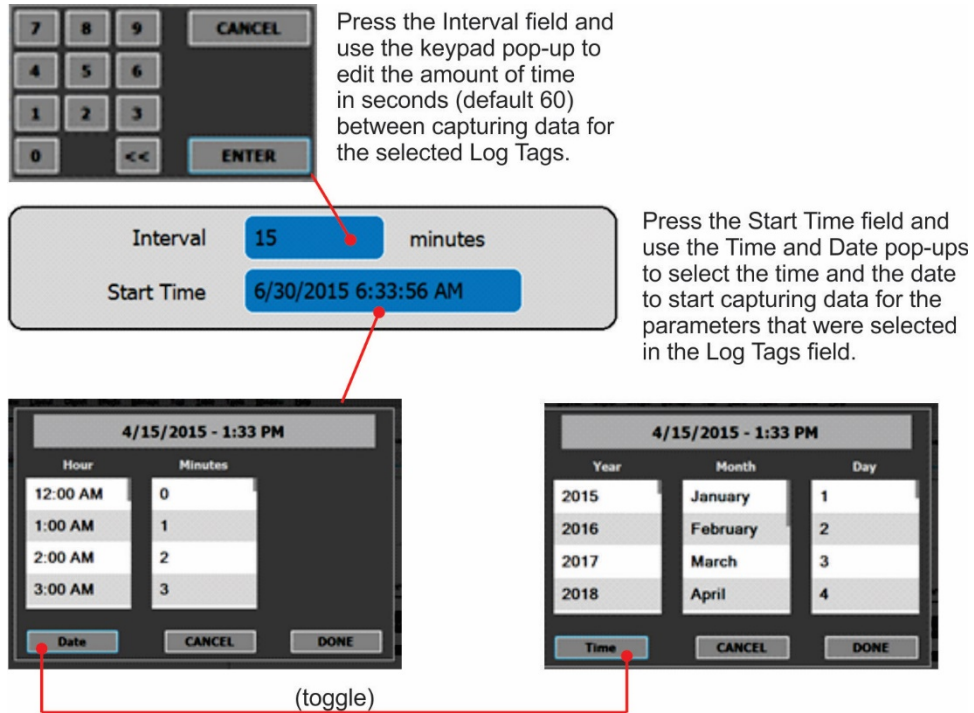 7 8 9 CANCEL
4 5 6
1 2 3
0 << ENTER
Press the Interval field and
use the keypad pop-up to
edit the amount of time
in seconds (default 60)
between capturing data for
the selected Log Tags.
Interval 15 minutes
Start Time 6/30/2015 6:33:56 AM
Press the Start Time field and
use the Time and Date pop-ups
to select the time and the date
to start capturing data for the
parameters that were selected
in the Log Tags field.
4/15/2015 - 1:33 PM
Hour Minutes
12:00 AM 0
1:00 AM 1
2:00 AM 2
3:00 AM 3
Date CANCEL DONE
4/15/2015 - 1:33 PM
Year Month Day
2015 January 1
2016 February 2
2017 March 3
2018 April 4
Time CANCEL DONE
(toggle)